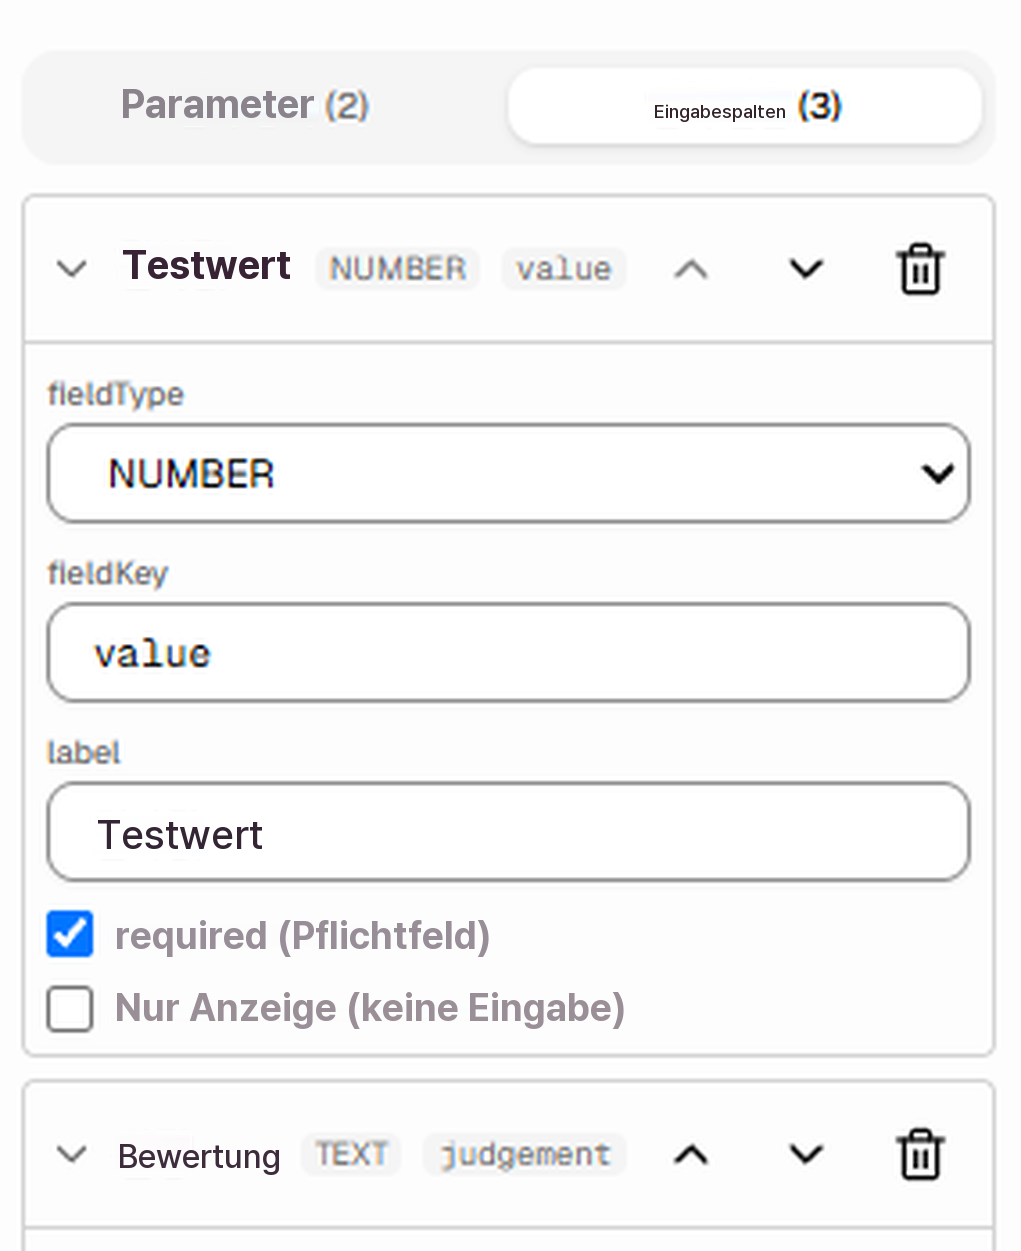 Parameter (2) Eingabespalten (3)
Testwert NUMBER value
fieldType
NUMBER
fieldKey
value
label
Testwert
required (Pflichtfeld)
Nur Anzeige (keine Eingabe)
Bewertung TEXT judgement